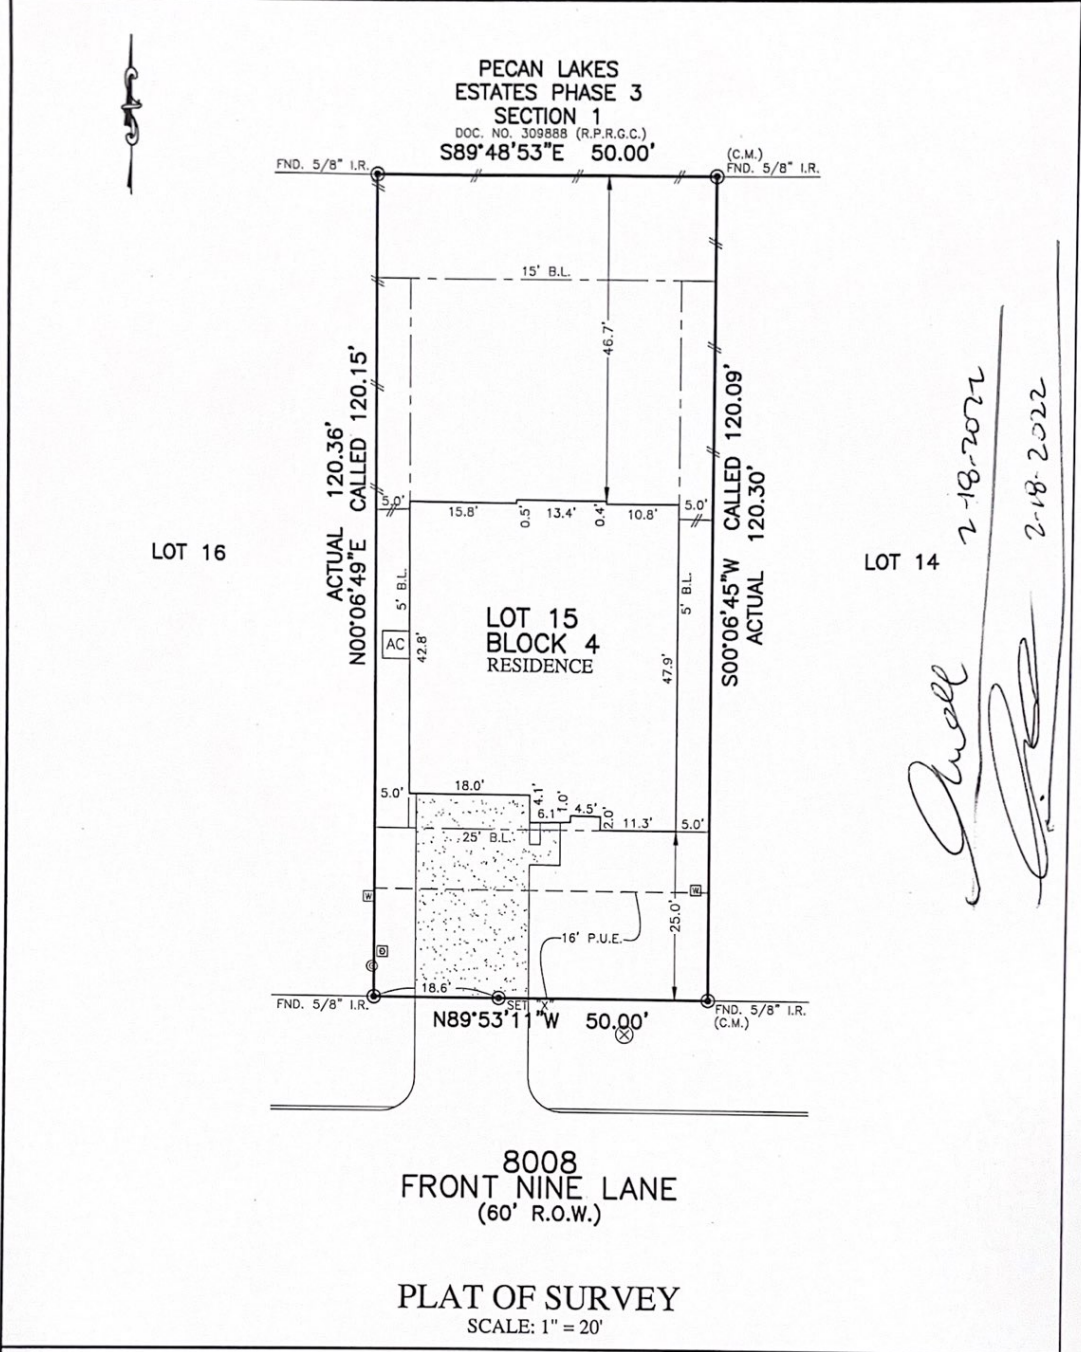 PECAN LAKES
ESTATES PHASE 3
SECTION 1
DOC. NO. 309888 (R.P.R.G.C.)
S89°48'53"E 50.00'
FND. 5/8" I.R.
(C.M.)
FND. 5/8" I.R.
15' B.L.
46.7'
ACTUAL 120.36'
N00°06'49"E CALLED 120.15'
S00°06'45"W CALLED 120.09'
ACTUAL 120.30'
5.0'
15.8'
0.5'
13.4'
0.4'
10.8'
5.0'
LOT 16
LOT 14
2-18-2022
2-18-2022
5' B.L.
5' B.L.
AC
42.8'
LOT 15
BLOCK 4
RESIDENCE
47.9'
5.0'
18.0'
4.1'
6.1'
1.0'
4.5'
2.0'
11.3'
5.0'
25' B.L.
W
W
25.0'
16' P.U.E.
18.6'
FND. 5/8" I.R.
SET "X"
FND. 5/8" I.R.
(C.M.)
N89°53'11"W 50.00'
8008
FRONT NINE LANE
(60' R.O.W.)
PLAT OF SURVEY
SCALE: 1" = 20'